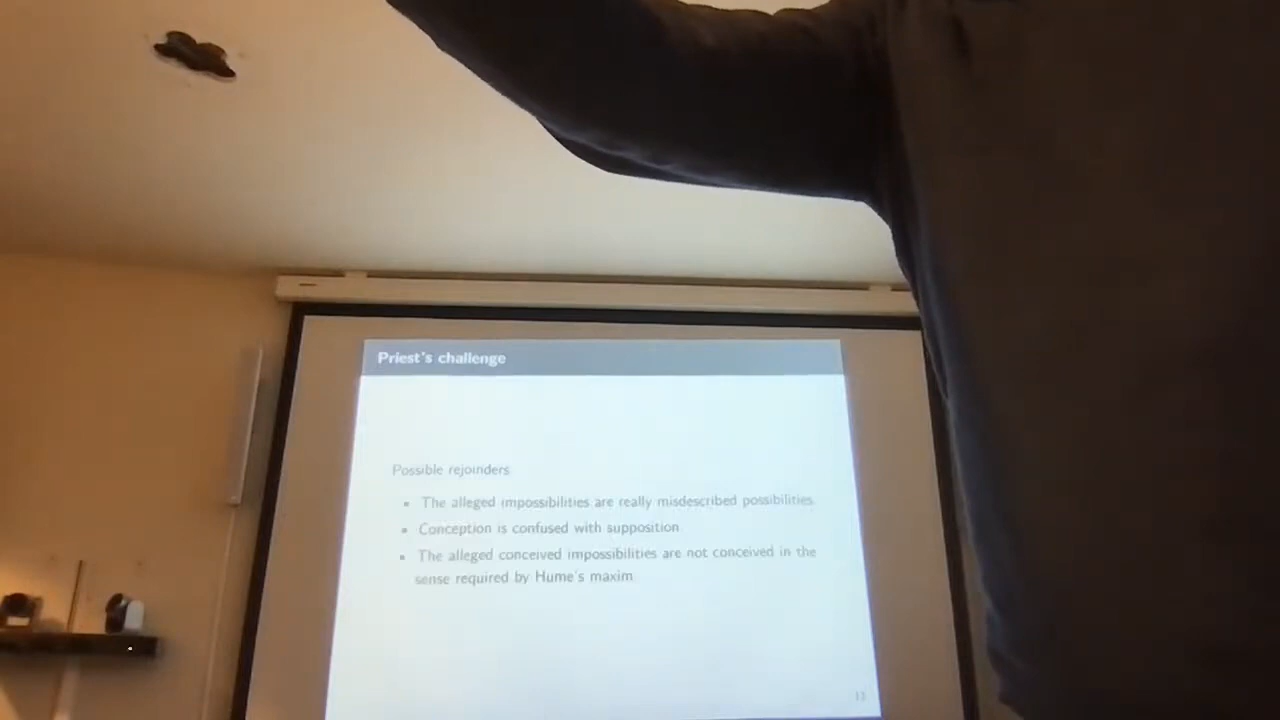 Priest's challenge
Possible rejoinders
▪ The alleged impossibilities are really misdescribed possibilities.
▪ Conception is confused with supposition.
▪ The alleged conceived impossibilities are not conceived in the
sense required by Hume's maxim.